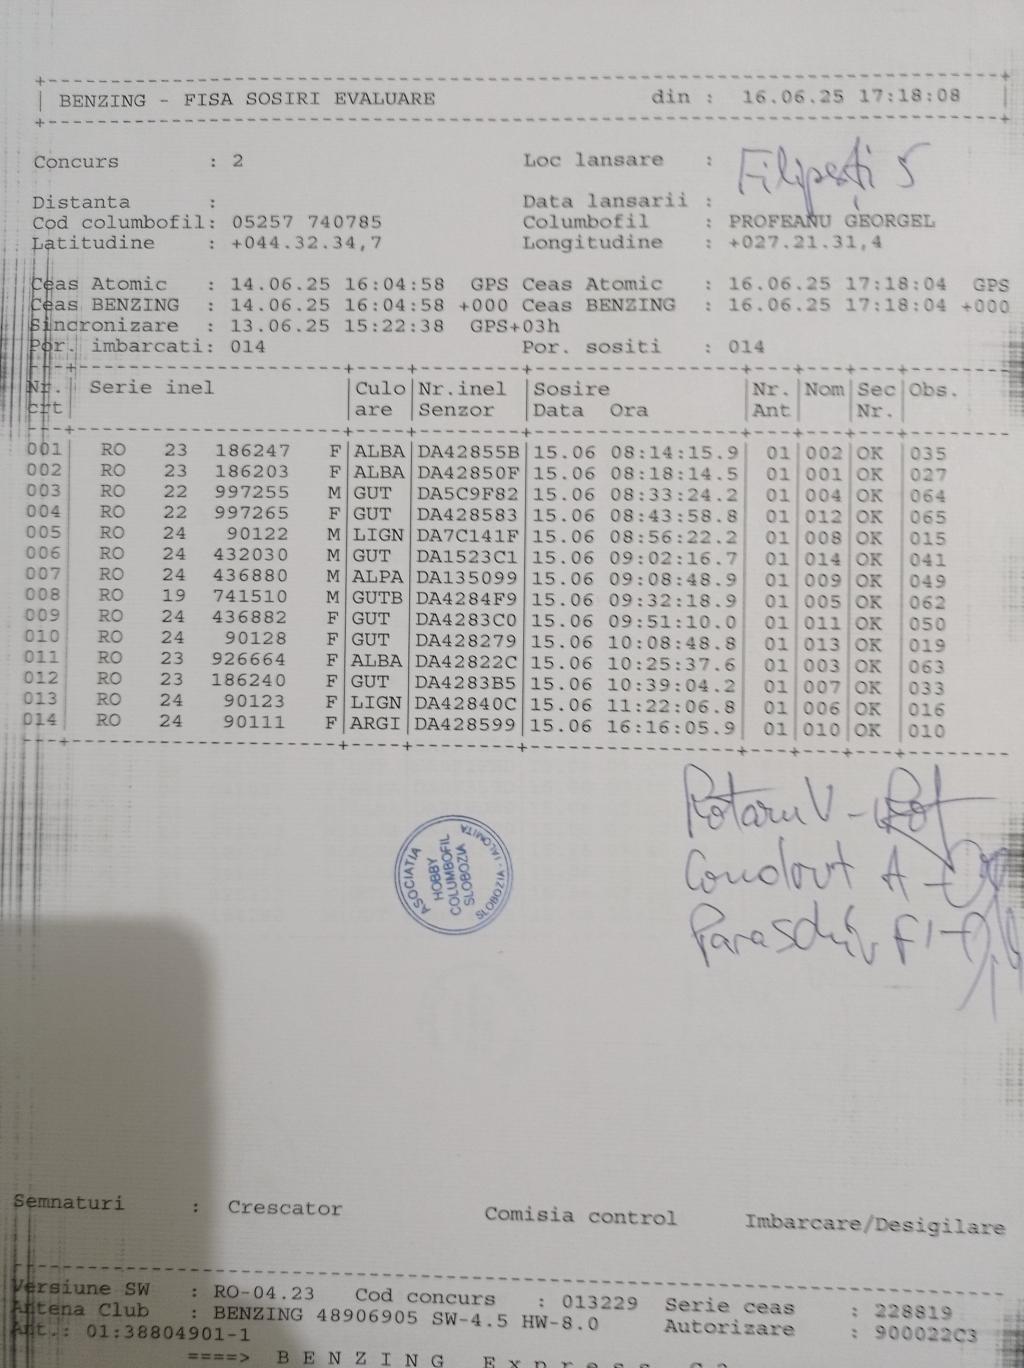 BENZING - FISA SOSIRI EVALUARE din : 16.06.25 17:18:08
Concurs : 2 Loc lansare : Filipești 5
Distanta : Data lansarii :
Cod columbofil: 05257 740785 Columbofil : PROFEANU GEORGEL
Latitudine : +044.32.34,7 Longitudine : +027.21.31,4
Ceas Atomic : 14.06.25 16:04:58 GPS Ceas Atomic : 16.06.25 17:18:04 GPS
Ceas BENZING : 14.06.25 16:04:58 +000 Ceas BENZING : 16.06.25 17:18:04 +000
Sincronizare : 13.06.25 15:22:38 GPS+03h
Por. imbarcati: 014 Por. sositi : 014
Nr. Serie inel Culo Nr.inel Sosire Nr. Nom Sec Obs.
crt are Senzor Data Ora Ant Nr.
001 RO 23 186247 F ALBA DA42855B 15.06 08:14:15.9 01 002 OK 035
002 RO 23 186203 F ALBA DA42850F 15.06 08:18:14.5 01 001 OK 027
003 RO 22 997255 M GUT DA5C9F82 15.06 08:33:24.2 01 004 OK 064
004 RO 22 997265 F GUT DA428583 15.06 08:43:58.8 01 012 OK 065
005 RO 24 90122 M LIGN DA7C141F 15.06 08:56:22.2 01 008 OK 015
006 RO 24 432030 M GUT DA1523C1 15.06 09:02:16.7 01 014 OK 041
007 RO 24 436880 M ALPA DA135099 15.06 09:08:48.9 01 009 OK 049
008 RO 19 741510 M GUTB DA4284F9 15.06 09:32:18.9 01 005 OK 062
009 RO 24 436882 F GUT DA4283C0 15.06 09:51:10.0 01 011 OK 050
010 RO 24 90128 F GUT DA428279 15.06 10:08:48.8 01 013 OK 019
011 RO 23 926664 F ALBA DA42822C 15.06 10:25:37.6 01 003 OK 063
012 RO 23 186240 F GUT DA4283B5 15.06 10:39:04.2 01 007 OK 033
013 RO 24 90123 F LIGN DA42840C 15.06 11:22:06.8 01 006 OK 016
014 RO 24 90111 F ARGI DA428599 15.06 16:16:05.9 01 010 OK 010
Rotaru V -
ASOCIATIA
HOBBY
COLUMBOFIL
SLOBOZIA
SLOBOZIA - IALOMITA
A -
Paraschiv F
Semnaturi : Crescator Comisia control Imbarcare/Desigilare
Versiune SW : RO-04.23 Cod concurs : 013229 Serie ceas : 228819
Antena Club : BENZING 48906905 SW-4.5 HW-8.0 Autorizare : 900022C3
Ant.: 01:38804901-1
====> B E N Z I N G E x p r e s s